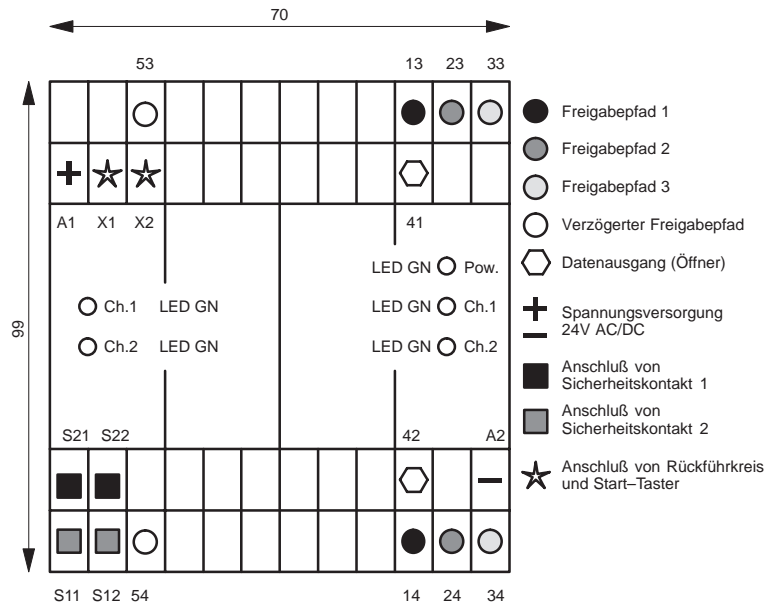 70
53 13 23 33
99
A1 X1 X2 41
LED GN Pow.
Ch.1 LED GN LED GN Ch.1
Ch.2 LED GN LED GN Ch.2
S21 S22 42 A2
S11 S12 54 14 24 34
Freigabepfad 1
Freigabepfad 2
Freigabepfad 3
Verzögerter Freigabepfad
Datenausgang (Öffner)
Spannungsversorgung
24V AC/DC
Anschluß von
Sicherheitskontakt 1
Anschluß von
Sicherheitskontakt 2
Anschluß von Rückführkreis
und Start–Taster